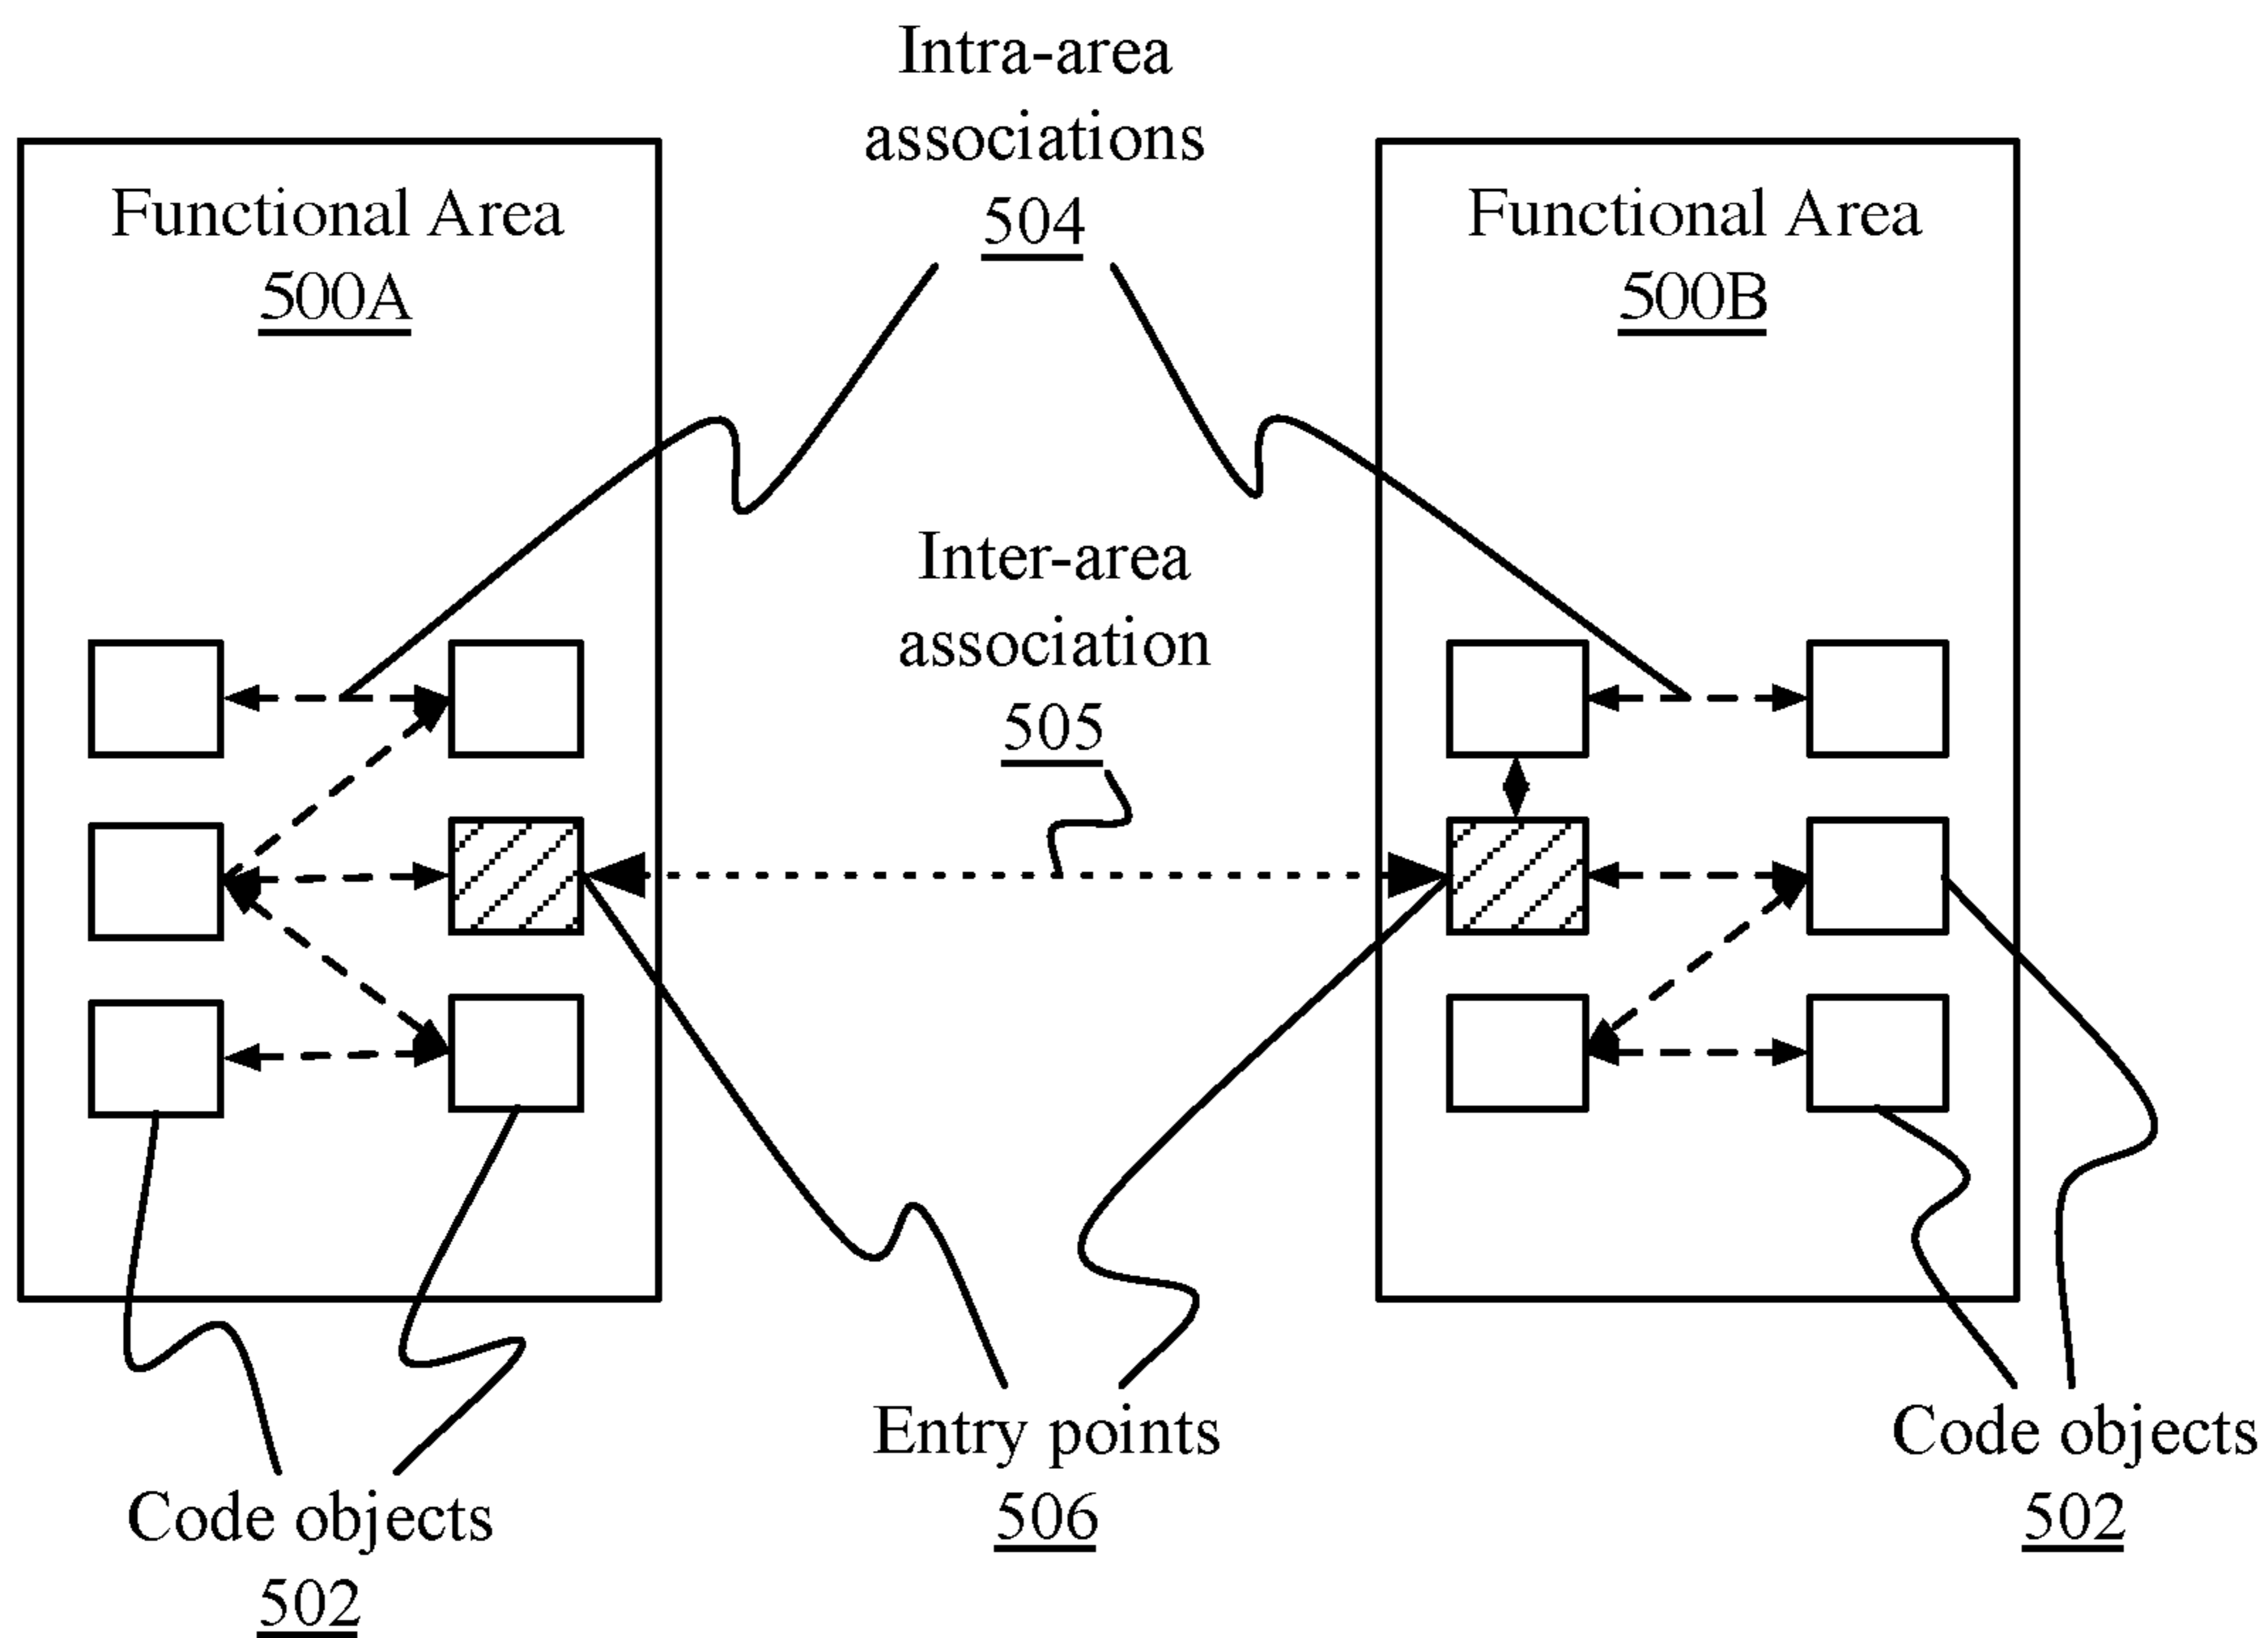 Intra-area
associations
504
Functional Area
500A
Functional Area
500B
Inter-area
association
505
Entry points
506
Code objects
502
Code objects
502